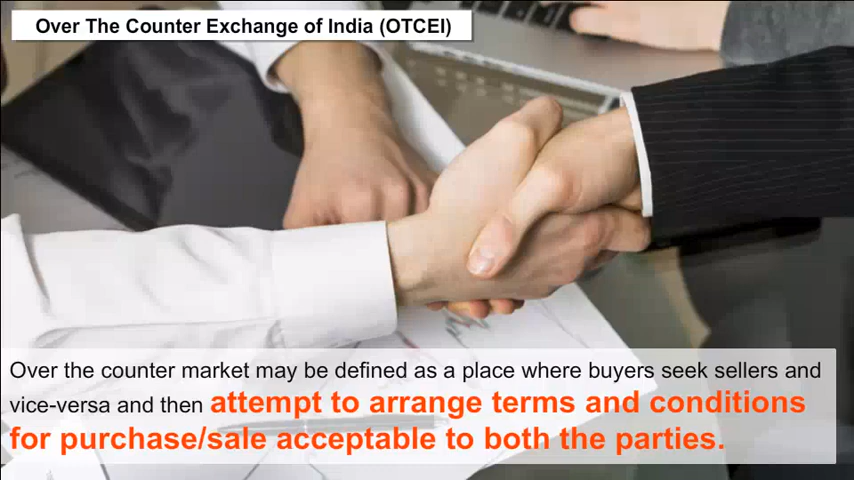 Over The Counter Exchange of India (OTCEI)
Over the counter market may be defined as a place where buyers seek sellers and
vice-versa and then attempt to arrange terms and conditions
for purchase/sale acceptable to both the parties.